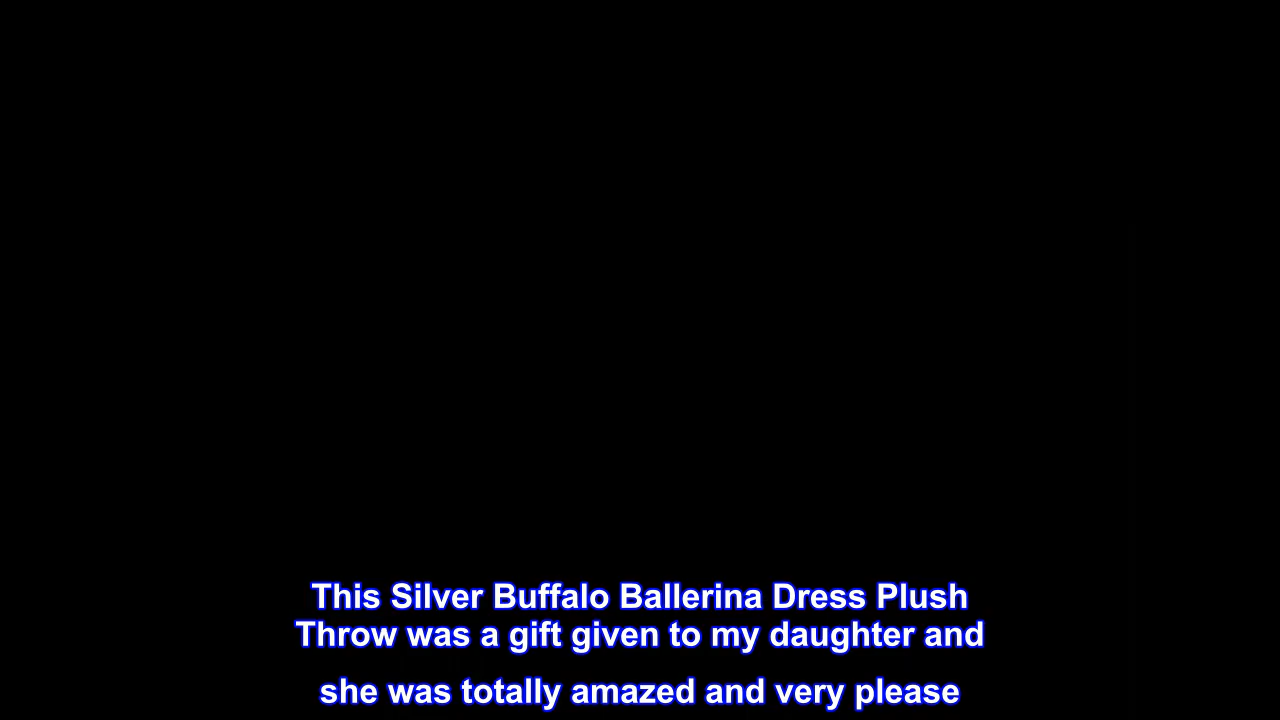 This Silver Buffalo Ballerina Dress Plush
Throw was a gift given to my daughter and
she was totally amazed and very please